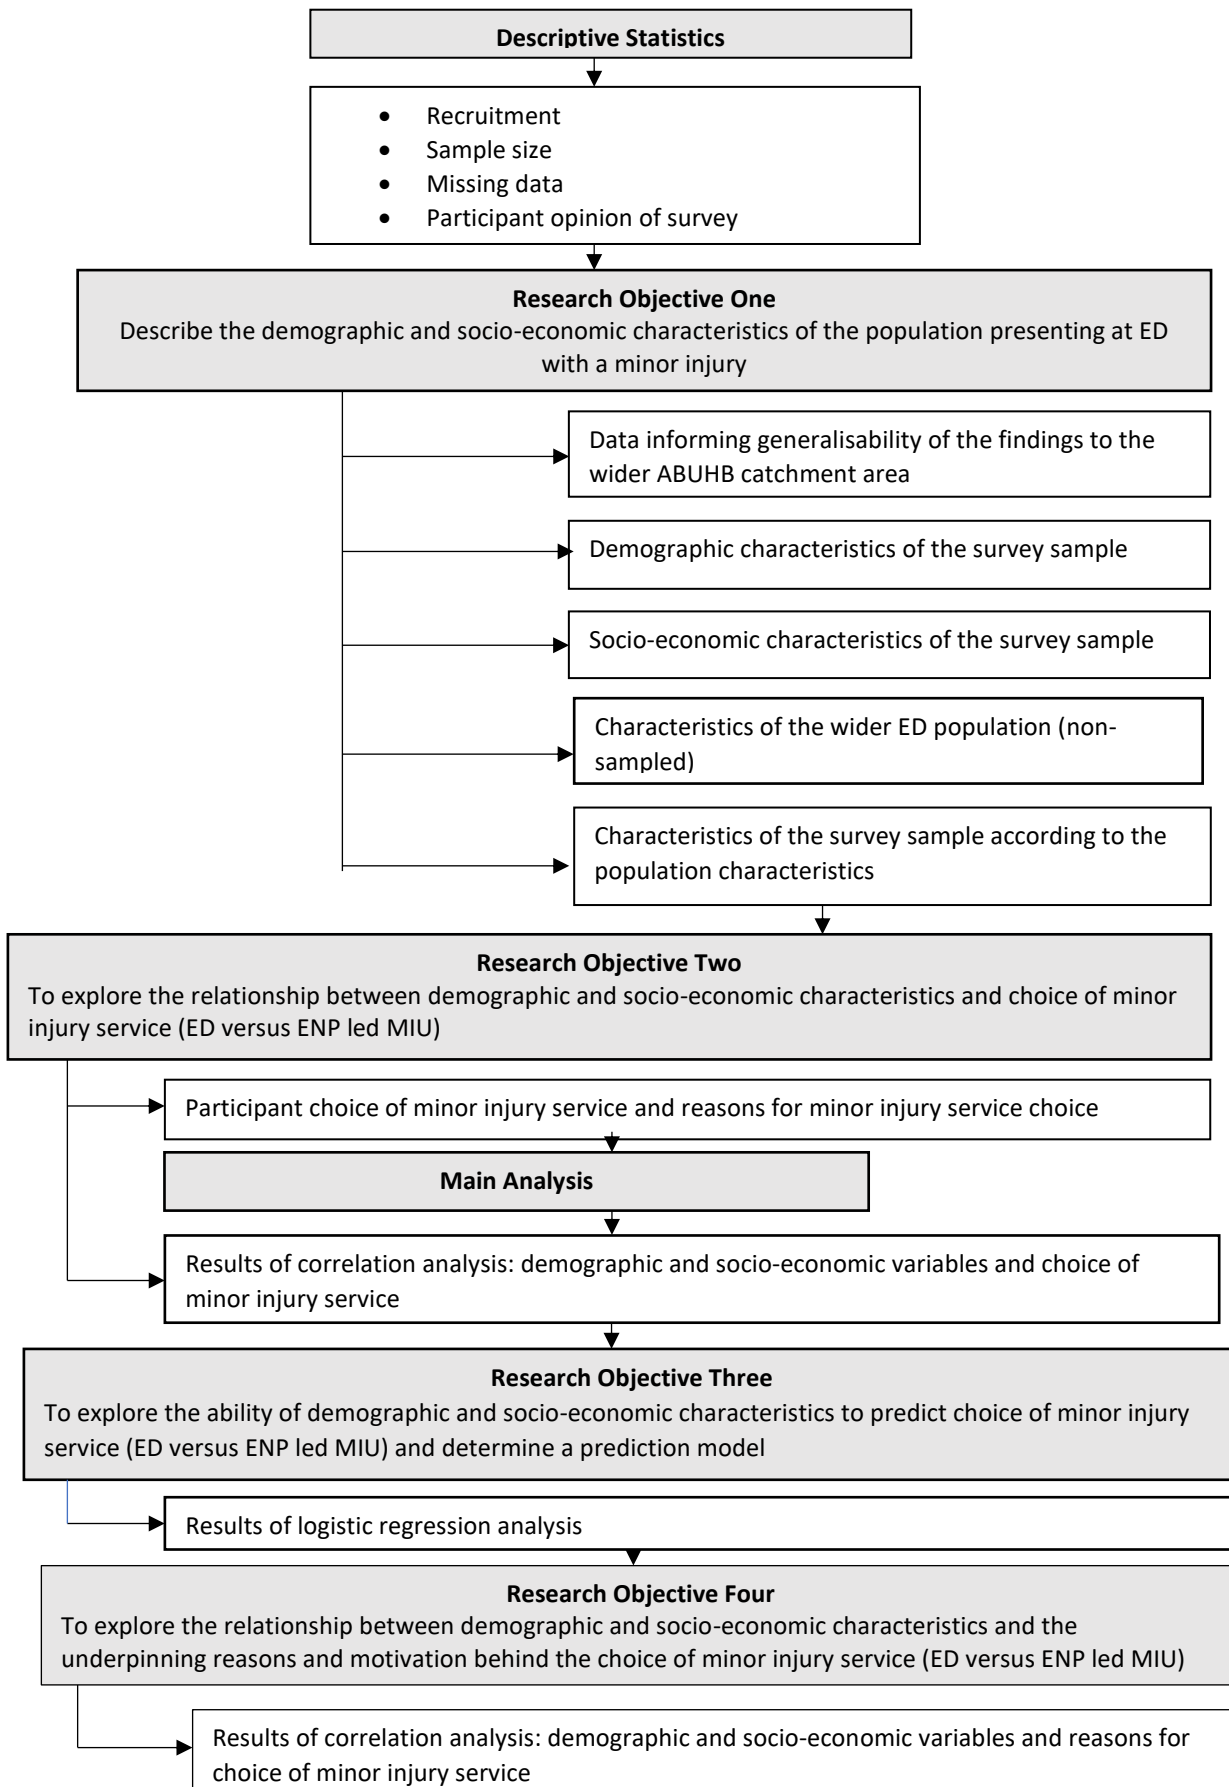 Descriptive Statistics
• Recruitment
• Sample size
• Missing data
• Participant opinion of survey
Research Objective One
Describe the demographic and socio-economic characteristics of the population presenting at ED
with a minor injury
Data informing generalisability of the findings to the
wider ABUHB catchment area
Demographic characteristics of the survey sample
Socio-economic characteristics of the survey sample
Characteristics of the wider ED population (non-
sampled)
Characteristics of the survey sample according to the
population characteristics
Research Objective Two
To explore the relationship between demographic and socio-economic characteristics and choice of minor
injury service (ED versus ENP led MIU)
Participant choice of minor injury service and reasons for minor injury service choice
Main Analysis
Results of correlation analysis: demographic and socio-economic variables and choice of
minor injury service
Research Objective Three
To explore the ability of demographic and socio-economic characteristics to predict choice of minor injury
service (ED versus ENP led MIU) and determine a prediction model
Results of logistic regression analysis
Research Objective Four
To explore the relationship between demographic and socio-economic characteristics and the
underpinning reasons and motivation behind the choice of minor injury service (ED versus ENP led MIU)
Results of correlation analysis: demographic and socio-economic variables and reasons for
choice of minor injury service